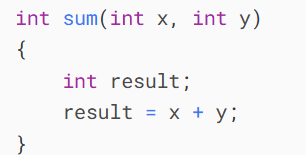 int sum(int x, int y)
{
    int result;
    result = x + y;
}